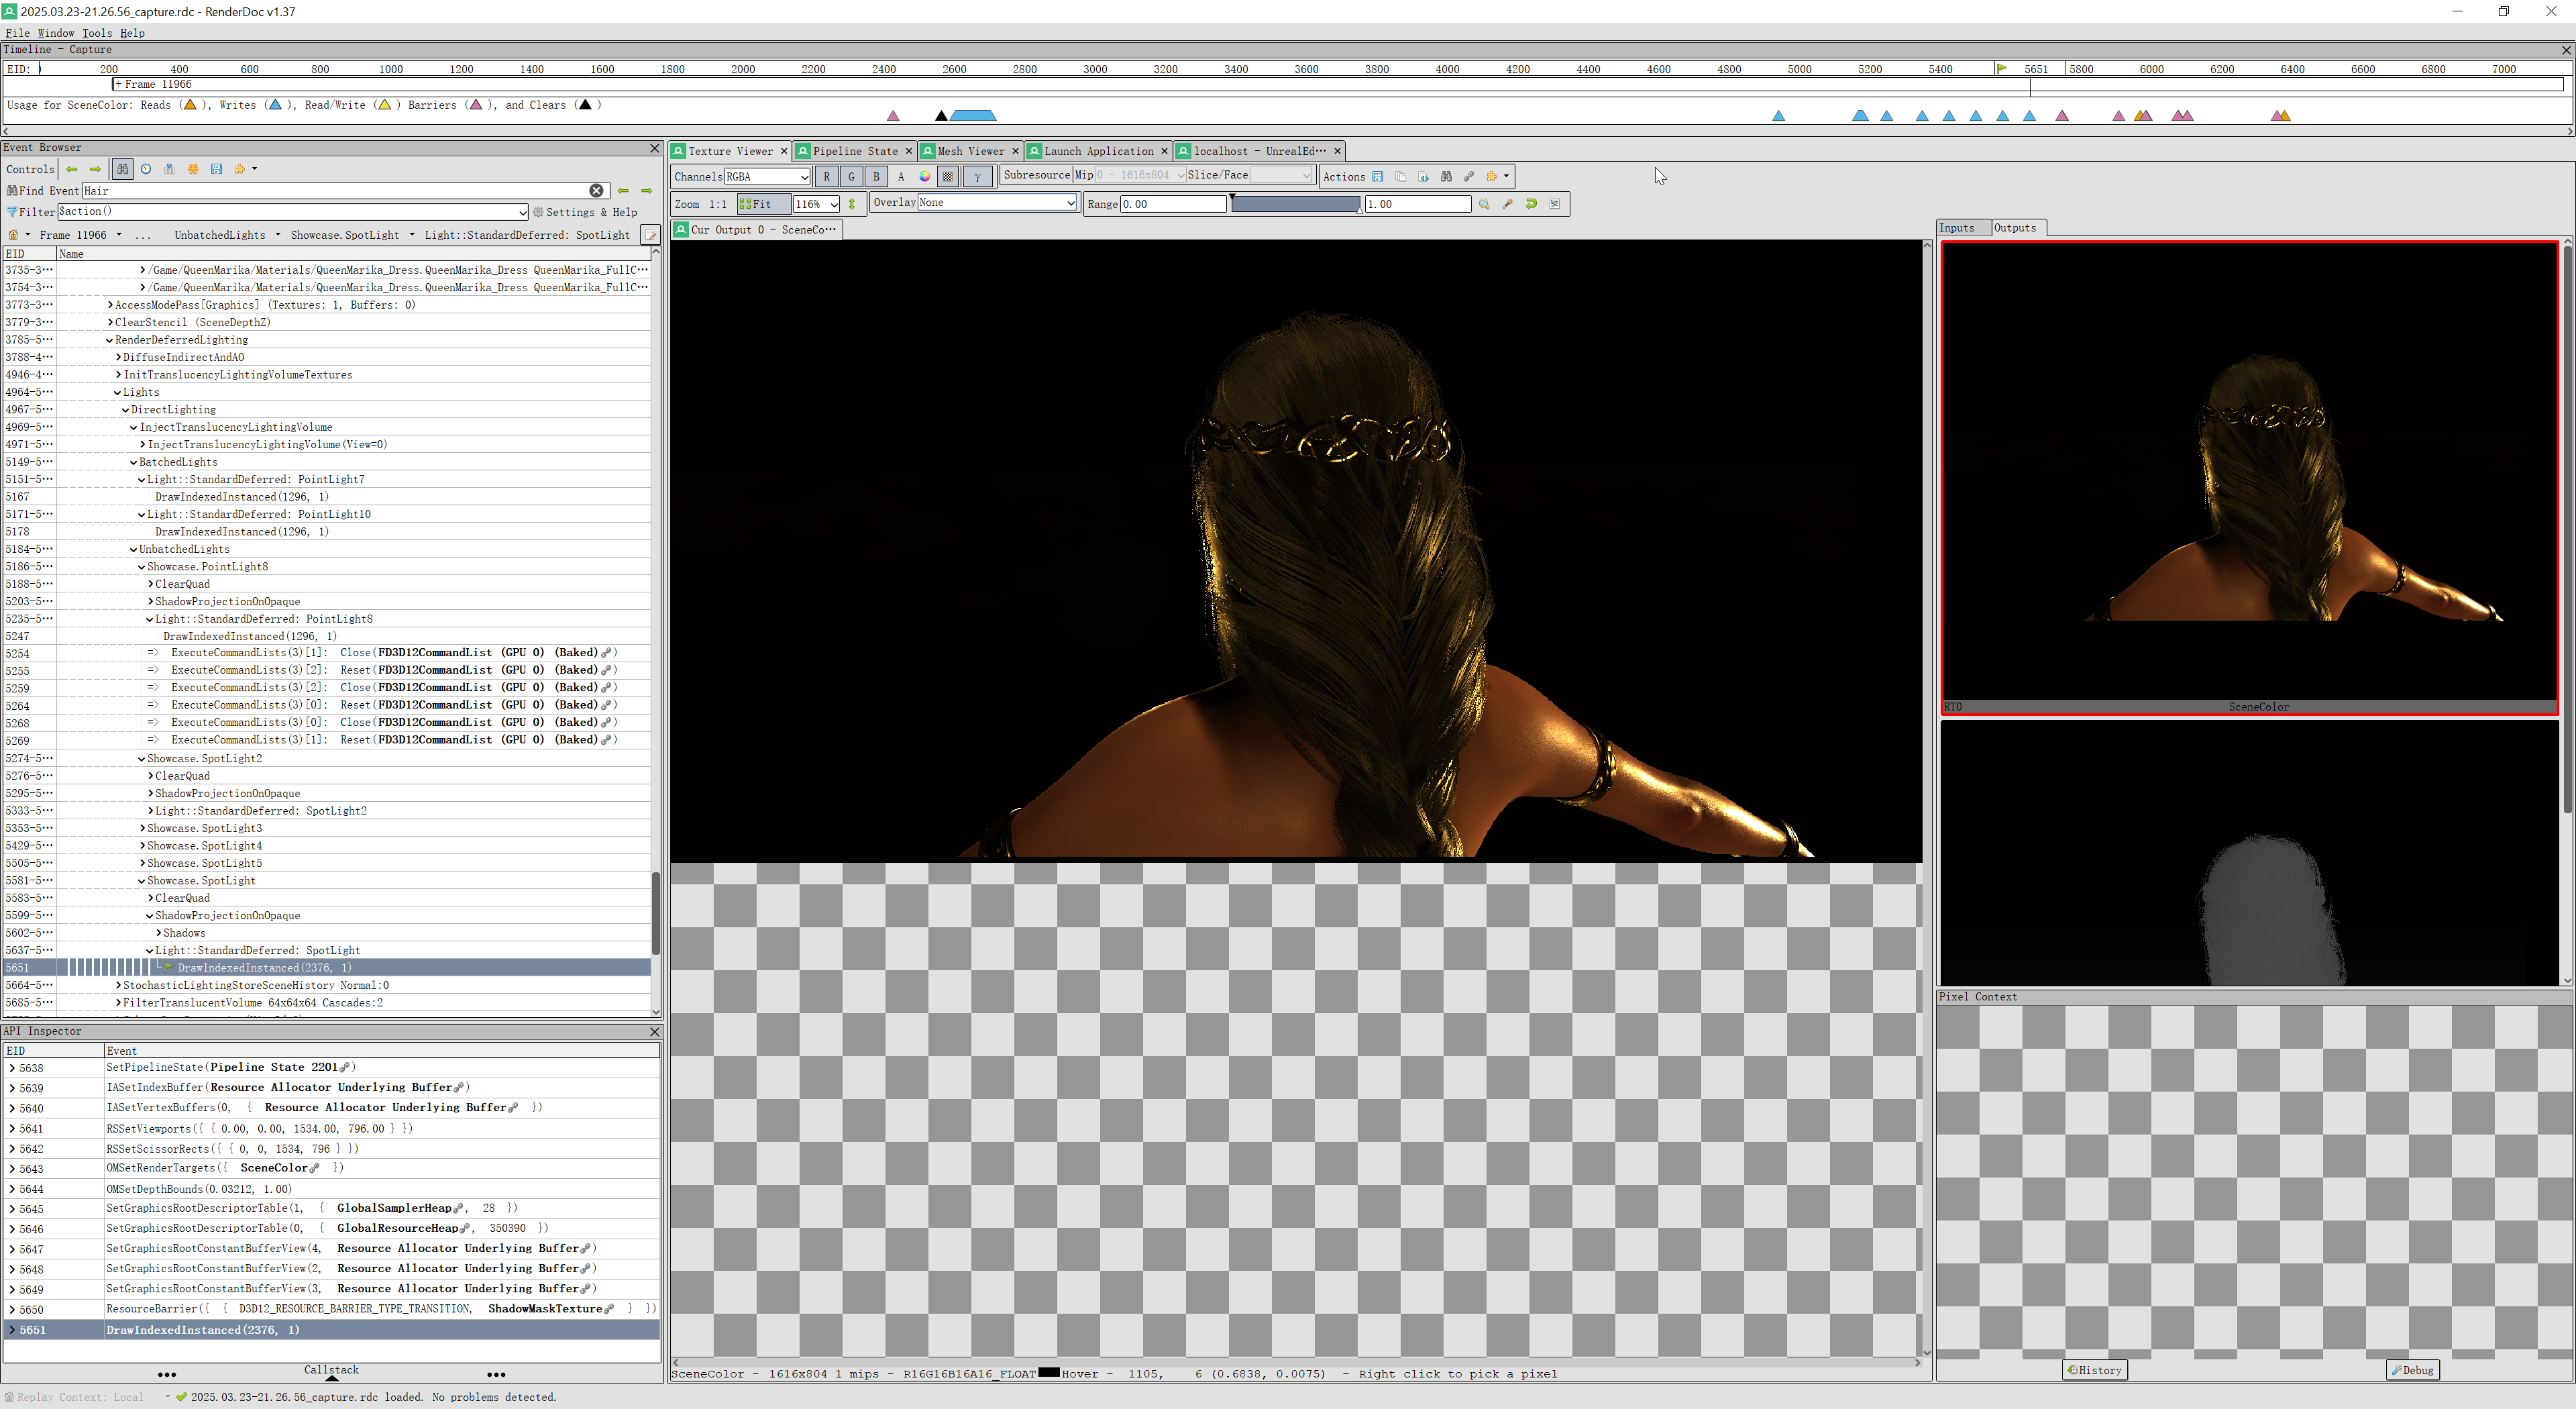 2025.03.23-21.26.56_capture.rdc - RenderDoc v1.37
File Window Tools Help
Timeline - Capture
EID: 200 400 600 800 1000 1200 1400 1600 1800 2000 2200 2400 2600 2800 3000 3200 3400 3600 3800 4000 4200 4400 4600 4800 5000 5200 5400 5651 5800 6000 6200 6400 6600 6800 7000
+ Frame 11966
Usage for SceneColor: Reads ( ), Writes ( ), Read/Write ( ) Barriers ( ), and Clears ( )
Event Browser
Controls
Find Event Hair
Filter $action() Settings & Help
Frame 11966 ... UnbatchedLights Showcase.SpotLight Light::StandardDeferred: SpotLight
EID Name
3735-3··· /Game/QueenMarika/Materials/QueenMarika_Dress.QueenMarika_Dress QueenMarika_FullC···
3754-3··· /Game/QueenMarika/Materials/QueenMarika_Dress.QueenMarika_Dress QueenMarika_FullC···
3773-3··· AccessModePass[Graphics] (Textures: 1, Buffers: 0)
3779-3··· ClearStencil (SceneDepthZ)
3785-5··· RenderDeferredLighting
3788-4··· DiffuseIndirectAndAO
4946-4··· InitTranslucencyLightingVolumeTextures
4964-5··· Lights
4967-5··· DirectLighting
4969-5··· InjectTranslucencyLightingVolume
4971-5··· InjectTranslucencyLightingVolume(View=0)
5149-5··· BatchedLights
5151-5··· Light::StandardDeferred: PointLight7
5167 DrawIndexedInstanced(1296, 1)
5171-5··· Light::StandardDeferred: PointLight10
5178 DrawIndexedInstanced(1296, 1)
5184-5··· UnbatchedLights
5186-5··· Showcase.PointLight8
5188-5··· ClearQuad
5203-5··· ShadowProjectionOnOpaque
5235-5··· Light::StandardDeferred: PointLight8
5247 DrawIndexedInstanced(1296, 1)
5254 => ExecuteCommandLists(3)[1]: Close(FD3D12CommandList (GPU 0) (Baked))
5255 => ExecuteCommandLists(3)[2]: Reset(FD3D12CommandList (GPU 0) (Baked))
5259 => ExecuteCommandLists(3)[2]: Close(FD3D12CommandList (GPU 0) (Baked))
5264 => ExecuteCommandLists(3)[0]: Reset(FD3D12CommandList (GPU 0) (Baked))
5268 => ExecuteCommandLists(3)[0]: Close(FD3D12CommandList (GPU 0) (Baked))
5269 => ExecuteCommandLists(3)[1]: Reset(FD3D12CommandList (GPU 0) (Baked))
5274-5··· Showcase.SpotLight2
5276-5··· ClearQuad
5295-5··· ShadowProjectionOnOpaque
5333-5··· Light::StandardDeferred: SpotLight2
5353-5··· Showcase.SpotLight3
5429-5··· Showcase.SpotLight4
5505-5··· Showcase.SpotLight5
5581-5··· Showcase.SpotLight
5583-5··· ClearQuad
5599-5··· ShadowProjectionOnOpaque
5602-5··· Shadows
5637-5··· Light::StandardDeferred: SpotLight
5651 DrawIndexedInstanced(2376, 1)
5664-5··· StochasticLightingStoreSceneHistory Normal:0
5685-5··· FilterTranslucentVolume 64x64x64 Cascades:2
API Inspector
EID Event
5638 SetPipelineState(Pipeline State 2201)
5639 IASetIndexBuffer(Resource Allocator Underlying Buffer)
5640 IASetVertexBuffers(0, { Resource Allocator Underlying Buffer })
5641 RSSetViewports({ { 0.00, 0.00, 1534.00, 796.00 } })
5642 RSSetScissorRects({ { 0, 0, 1534, 796 } })
5643 OMSetRenderTargets({ SceneColor })
5644 OMSetDepthBounds(0.03212, 1.00)
5645 SetGraphicsRootDescriptorTable(1, { GlobalSamplerHeap, 28 })
5646 SetGraphicsRootDescriptorTable(0, { GlobalResourceHeap, 350390 })
5647 SetGraphicsRootConstantBufferView(4, Resource Allocator Underlying Buffer)
5648 SetGraphicsRootConstantBufferView(2, Resource Allocator Underlying Buffer)
5649 SetGraphicsRootConstantBufferView(3, Resource Allocator Underlying Buffer)
5650 ResourceBarrier({ { D3D12_RESOURCE_BARRIER_TYPE_TRANSITION, ShadowMaskTexture } })
5651 DrawIndexedInstanced(2376, 1)
Callstack
Replay Context: Local 2025.03.23-21.26.56_capture.rdc loaded. No problems detected.
Texture Viewer × Pipeline State × Mesh Viewer × Launch Application × localhost - UnrealEd··· ×
Channels RGBA R G B A γ Subresource Mip 0 - 1616x804 Slice/Face Actions
Zoom 1:1 Fit 116% Overlay None Range 0.00 1.00
Cur Output 0 - SceneCo···
SceneColor - 1616x804 1 mips - R16G16B16A16_FLOAT Hover - 1105, 6 (0.6838, 0.0075) - Right click to pick a pixel
Inputs Outputs
RT0 SceneColor
Pixel Context
History Debug